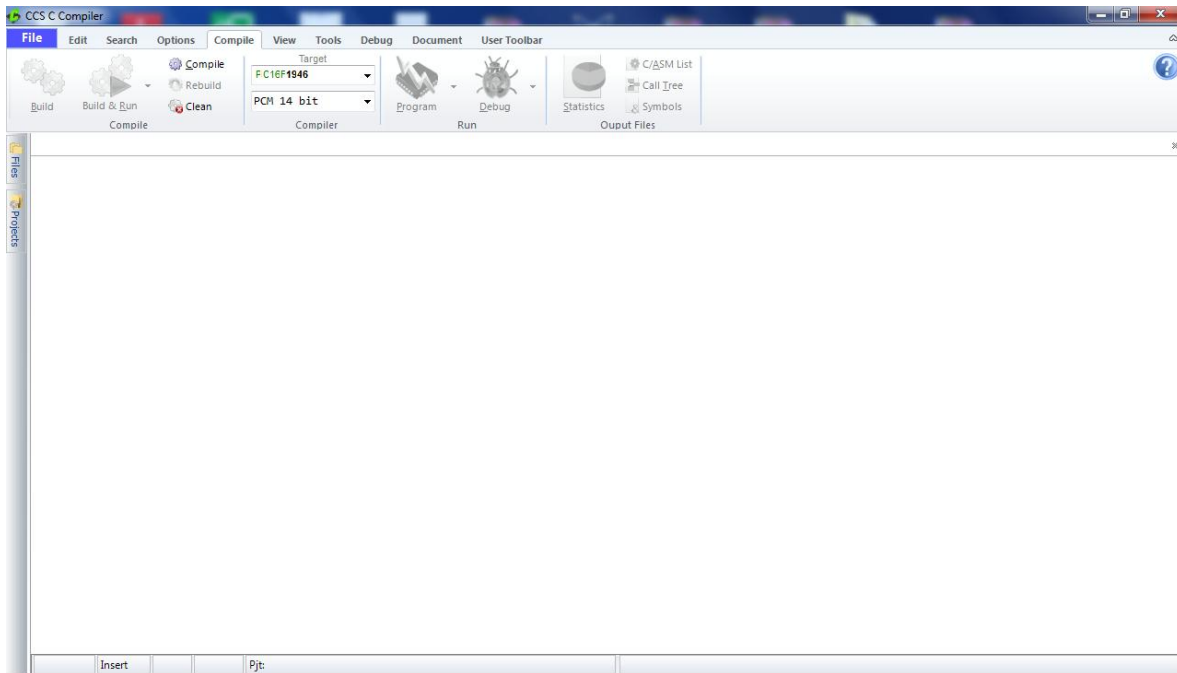 CCS C Compiler
File Edit Search Options Compile View Tools Debug Document User Toolbar
Build
Build & Run
Compile
Rebuild
Clean
Compile
Target
PIC16F1946
PCM 14 bit
Compiler
Program
Debug
Run
Statistics
C/ASM List
Call Tree
Symbols
Ouput Files
Files
Projects
Insert
Pjt: